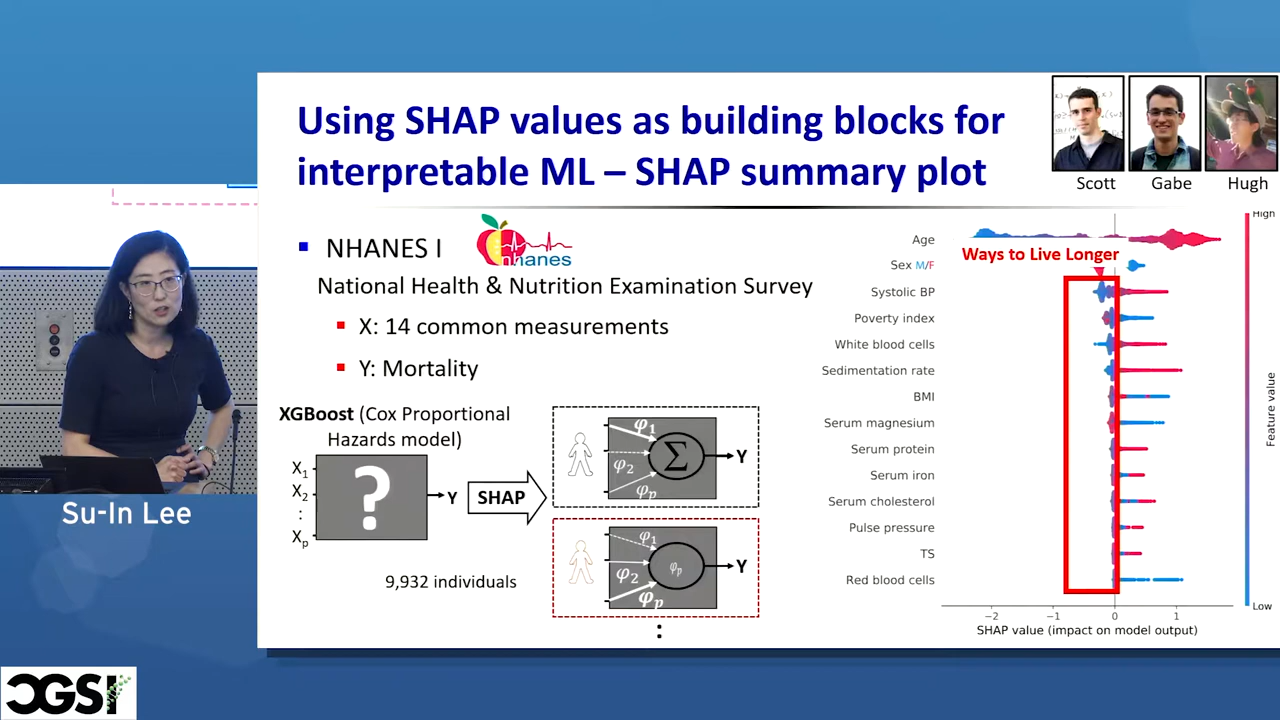 Using SHAP values as building blocks for
interpretable ML – SHAP summary plot
Scott
Gabe
Hugh
NHANES I
nhanes
National Health & Nutrition Examination Survey
X: 14 common measurements
Y: Mortality
XGBoost (Cox Proportional
Hazards model)
X1
X2
:
Xp
?
Y
SHAP
φ1
φ2
φp
Σ
Y
φ1
φ2
φp
φp
Y
:
9,932 individuals
High
Age
Ways to Live Longer
Sex M/F
Systolic BP
Poverty index
White blood cells
Sedimentation rate
BMI
Serum magnesium
Serum protein
Serum iron
Serum cholesterol
Pulse pressure
TS
Red blood cells
Feature value
Low
−2
−1
0
1
SHAP value (impact on model output)
Su-In Lee
CGSI